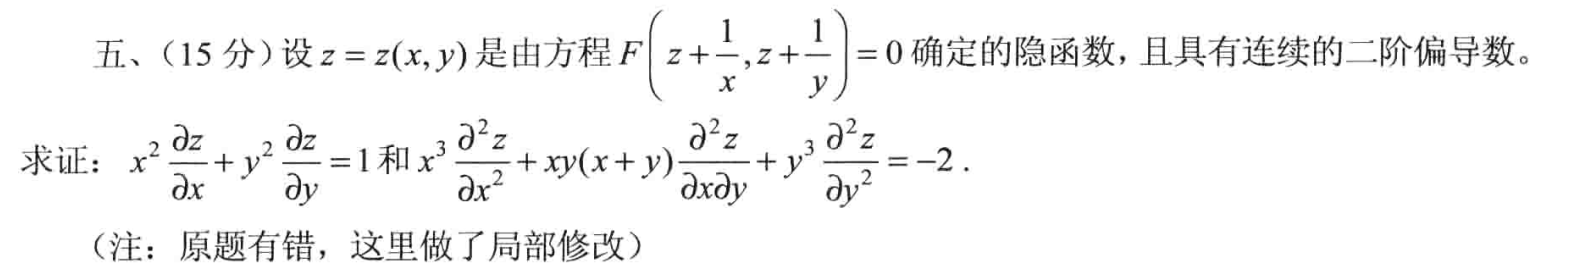 五、（15 分）设 z = z(x, y) 是由方程 F(z + 1/x, z + 1/y) = 0 确定的隐函数，且具有连续的二阶偏导数。
求证： x² ∂z/∂x + y² ∂z/∂y = 1 和 x³ ∂²z/∂x² + xy(x + y) ∂²z/∂x∂y + y³ ∂²z/∂y² = −2 .
（注：原题有错，这里做了局部修改）